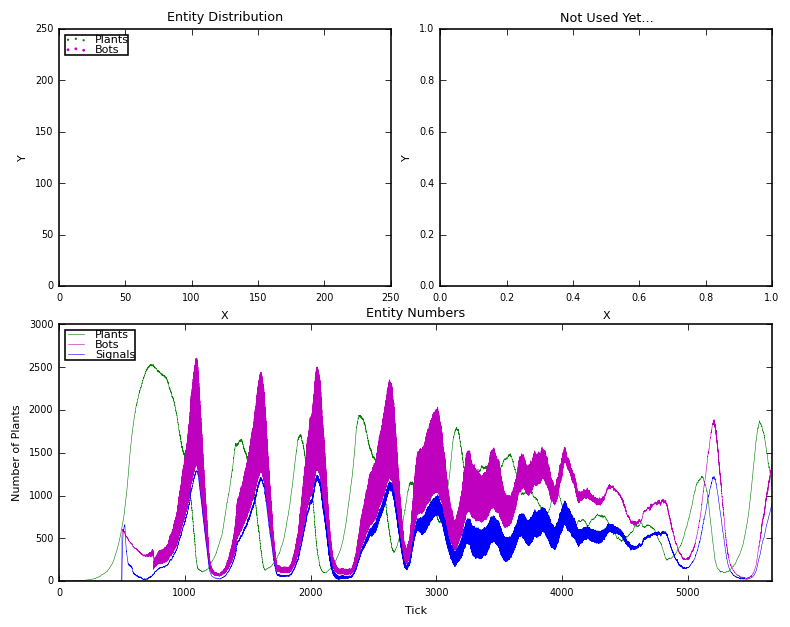 Entity Distribution
Not Used Yet...
250
200
150
100
50
0
Y
Plants
Bots
0 50 100 150 200 250
X
1.0
0.8
0.6
0.4
0.2
0.0
Y
0.0 0.2 0.4 0.6 0.8 1.0
X
Entity Numbers
3000
2500
2000
1500
1000
500
0
Number of Plants
Plants
Bots
Signals
0 1000 2000 3000 4000 5000
Tick